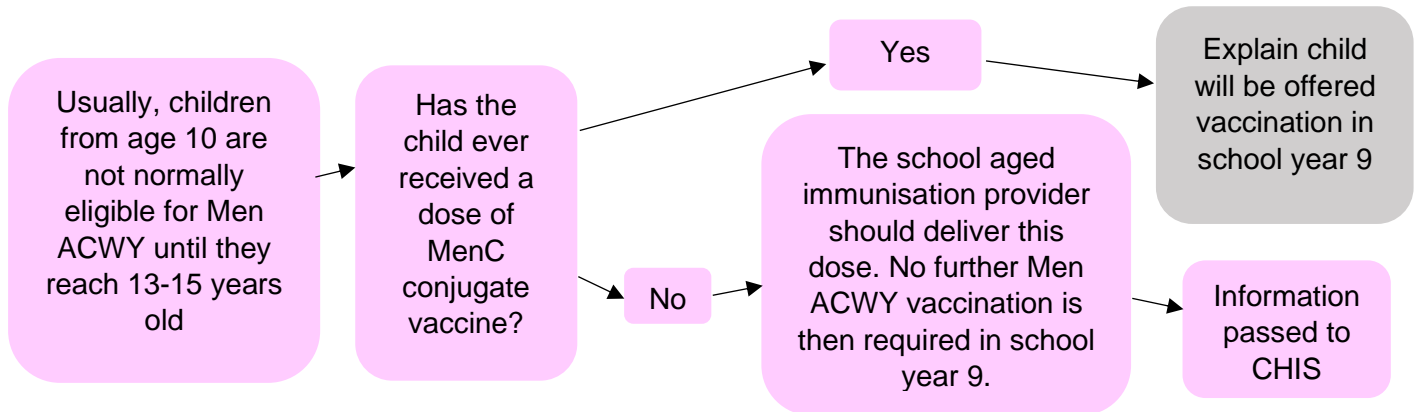 Usually, children
from age 10 are
not normally
eligible for Men
ACWY until they
reach 13-15 years
old
Has the
child ever
received a
dose of
MenC
conjugate
vaccine?
Yes
Explain child
will be offered
vaccination in
school year 9
No
The school aged
immunisation provider
should deliver this
dose. No further Men
ACWY vaccination is
then required in school
year 9.
Information
passed to
CHIS